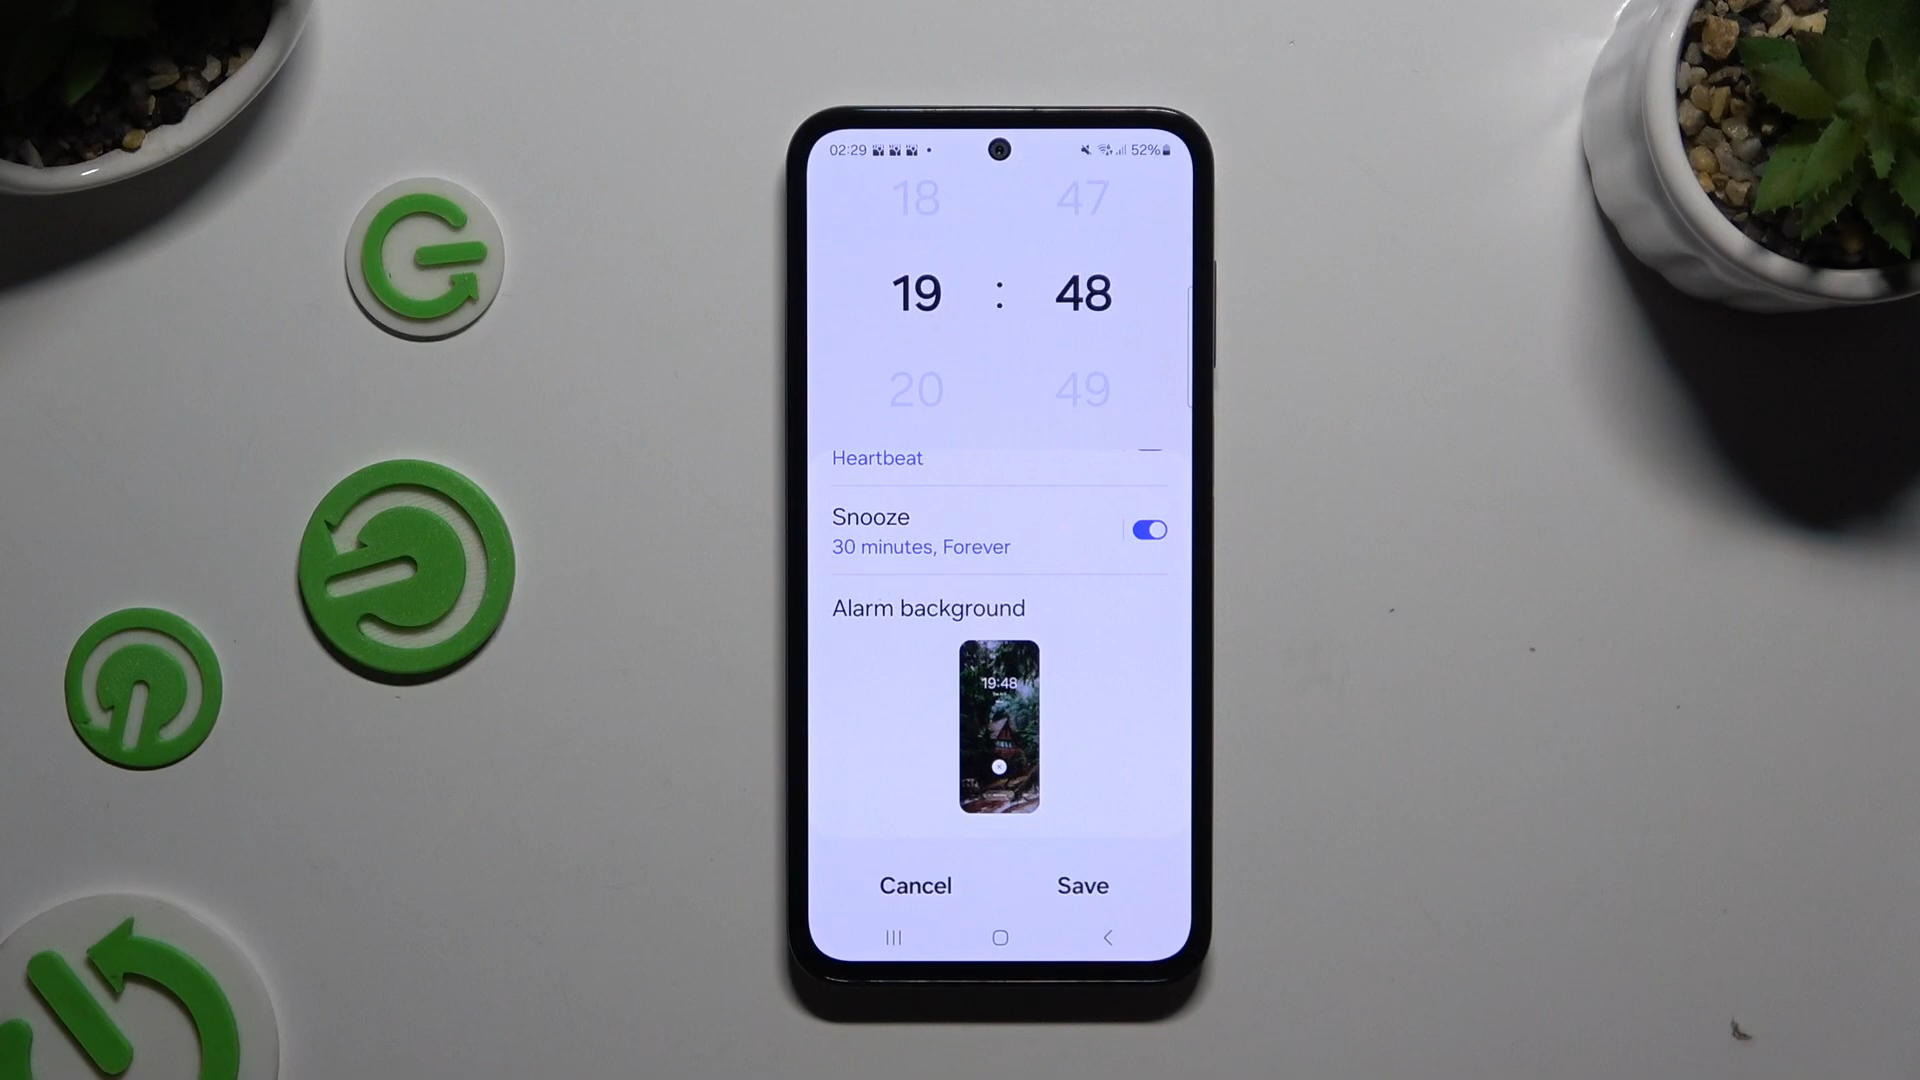 02:29 52%
18 47
19 : 48
20 49
Heartbeat
Snooze
30 minutes, Forever
Alarm background
19:48
Cancel Save